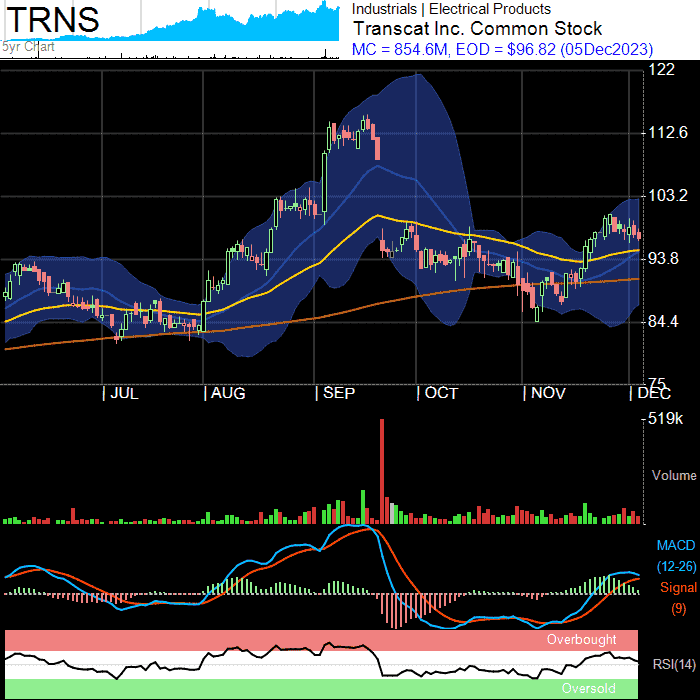 TRNS
5yr Chart
Industrials | Electrical Products
Transcat Inc. Common Stock
MC = 854.6M, EOD = $96.82 (05Dec2023)
122
112.6
103.2
93.8
84.4
75
JUL
AUG
SEP
OCT
NOV
DEC
519k
Volume
MACD
(12-26)
Signal
(9)
Overbought
RSI(14)
Oversold